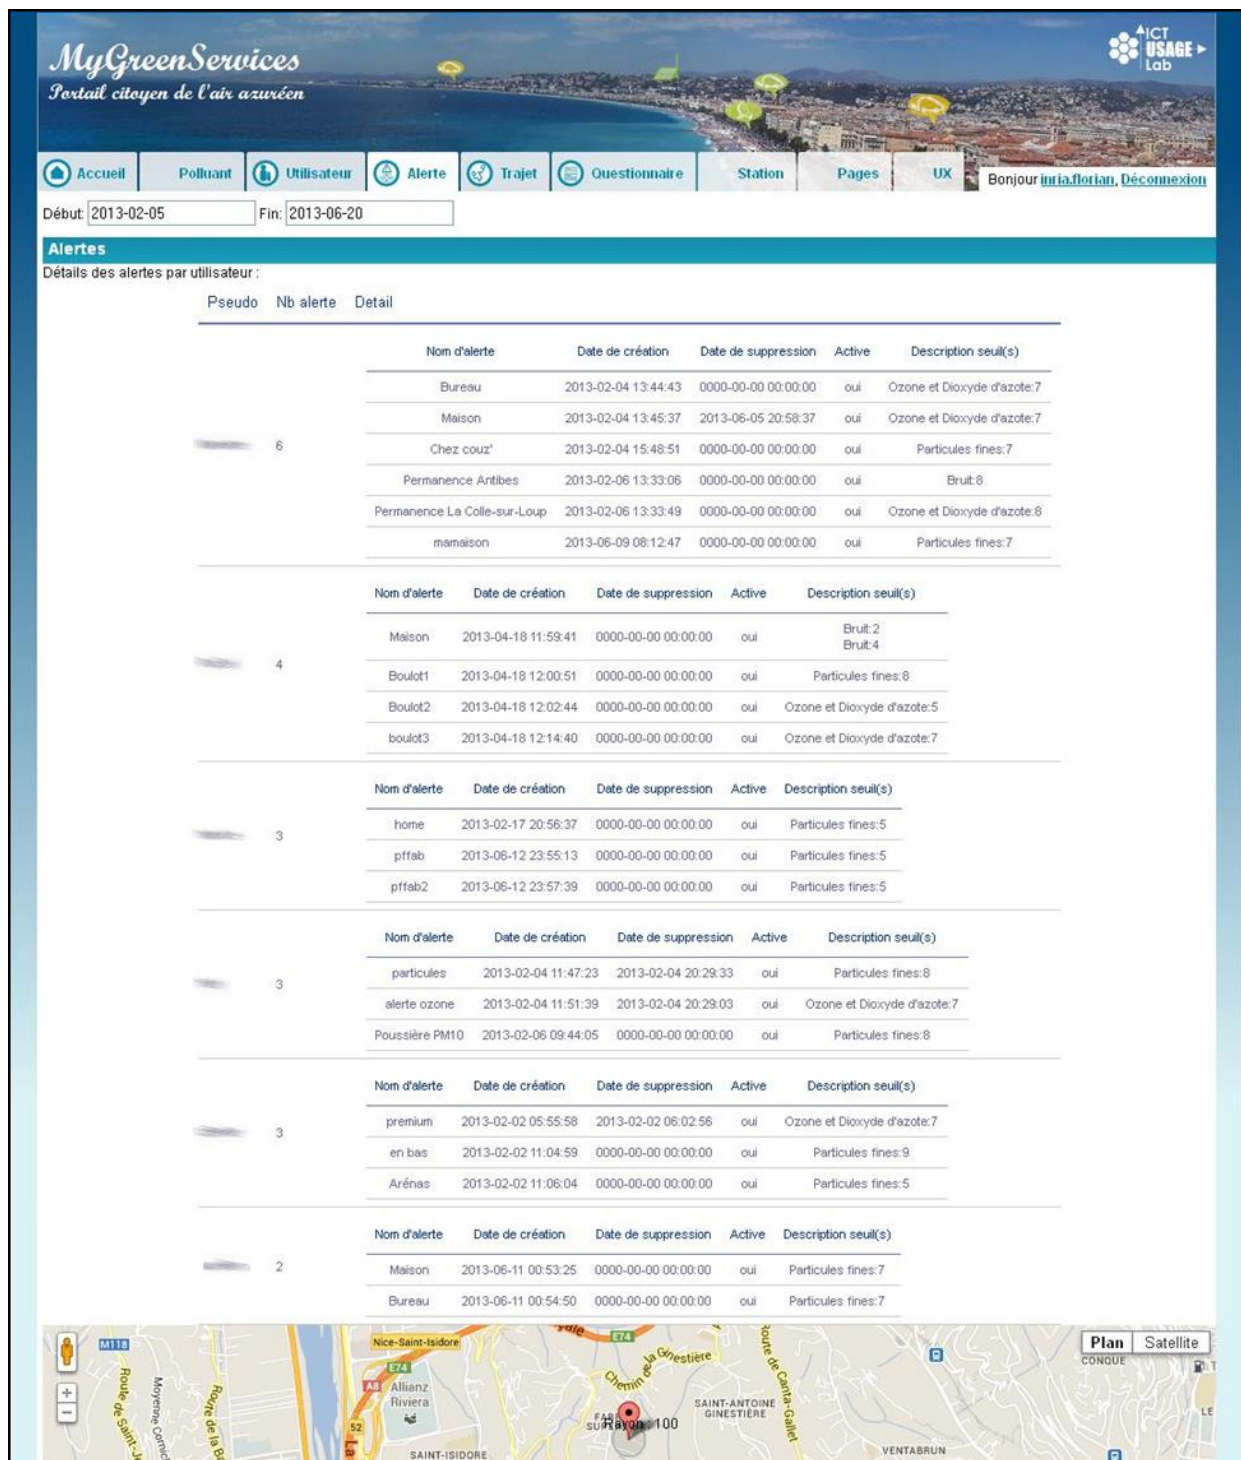 MyGreenServices
Portail citoyen de l'air azuréen
ICT
USAGE
Lab
Accueil Polluant Utilisateur Alerte Trajet Questionnaire Station Pages UX Bonjour inria.florian, Déconnexion
Début: 2013-02-05 Fin: 2013-06-20
Alertes
Détails des alertes par utilisateur :
Pseudo Nb alerte Detail
Nom d'alerte Date de création Date de suppression Active Description seuil(s)
Bureau 2013-02-04 13:44:43 0000-00-00 00:00:00 oui Ozone et Dioxyde d'azote:7
Maison 2013-02-04 13:45:37 2013-06-05 20:58:37 oui Ozone et Dioxyde d'azote:7
6 Chez couz' 2013-02-04 15:48:51 0000-00-00 00:00:00 oui Particules fines:7
Permanence Antibes 2013-02-06 13:33:06 0000-00-00 00:00:00 oui Bruit:8
Permanence La Colle-sur-Loup 2013-02-06 13:33:49 0000-00-00 00:00:00 oui Ozone et Dioxyde d'azote:8
mamaison 2013-06-09 08:12:47 0000-00-00 00:00:00 oui Particules fines:7
Nom d'alerte Date de création Date de suppression Active Description seuil(s)
Maison 2013-04-18 11:59:41 0000-00-00 00:00:00 oui Bruit:2
Bruit:4
4
Boulot1 2013-04-18 12:00:51 0000-00-00 00:00:00 oui Particules fines:8
Boulot2 2013-04-18 12:02:44 0000-00-00 00:00:00 oui Ozone et Dioxyde d'azote:5
boulot3 2013-04-18 12:14:40 0000-00-00 00:00:00 oui Ozone et Dioxyde d'azote:7
Nom d'alerte Date de création Date de suppression Active Description seuil(s)
home 2013-02-17 20:56:37 0000-00-00 00:00:00 oui Particules fines:5
3
pffab 2013-06-12 23:55:13 0000-00-00 00:00:00 oui Particules fines:5
pffab2 2013-06-12 23:57:39 0000-00-00 00:00:00 oui Particules fines:5
Nom d'alerte Date de création Date de suppression Active Description seuil(s)
particules 2013-02-04 11:47:23 2013-02-04 20:29:33 oui Particules fines:8
3
alerte ozone 2013-02-04 11:51:39 2013-02-04 20:29:03 oui Ozone et Dioxyde d'azote:7
Poussière PM10 2013-02-06 09:44:05 0000-00-00 00:00:00 oui Particules fines:8
Nom d'alerte Date de création Date de suppression Active Description seuil(s)
premium 2013-02-02 05:55:58 2013-02-02 06:02:56 oui Ozone et Dioxyde d'azote:7
3
en bas 2013-02-02 11:04:59 0000-00-00 00:00:00 oui Particules fines:9
Arénas 2013-02-02 11:06:04 0000-00-00 00:00:00 oui Particules fines:5
Nom d'alerte Date de création Date de suppression Active Description seuil(s)
2
Maison 2013-06-11 00:53:25 0000-00-00 00:00:00 oui Particules fines:7
Bureau 2013-06-11 00:54:50 0000-00-00 00:00:00 oui Particules fines:7
M118
Nice-Saint-Isidore
E74
Plan Satellite
CONQUE
E74
A8
Allianz
Riviera
Chemin de la Ginestière
Route de Canta-Gallet
Moyenne Cornich
Route de Saint-J
Route de la B
52
La
SAINT-ANTOINE
GINESTIÈRE
Rayon : 100
LE
SAINT-ISIDORE
VENTABRUN